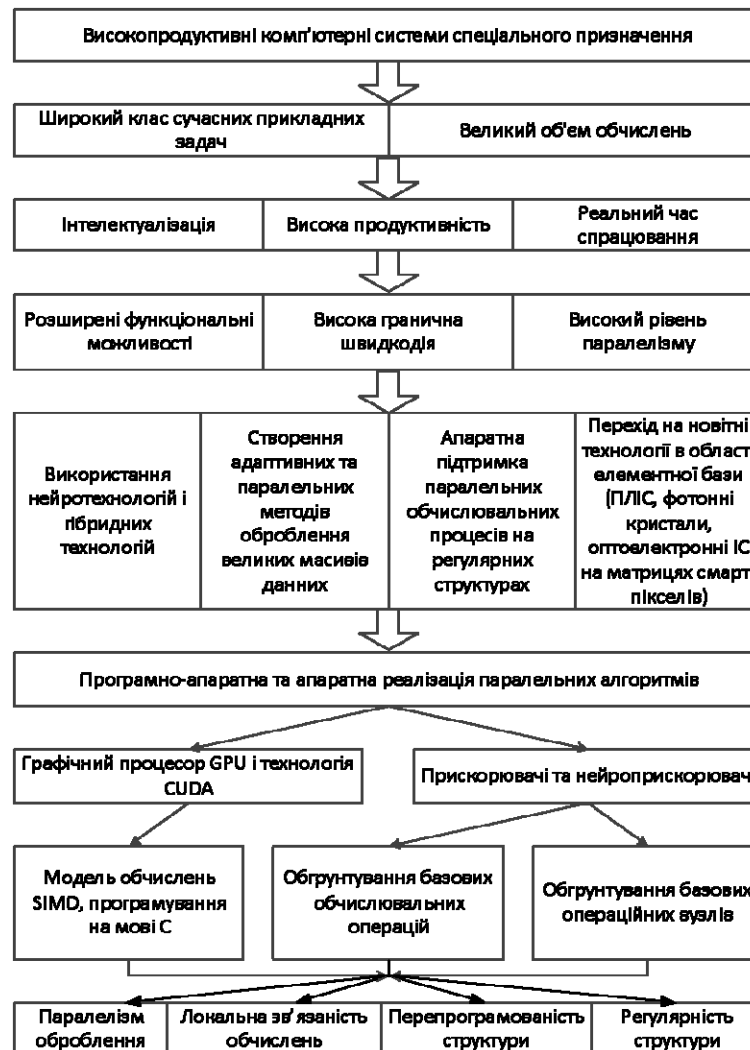 Високопродуктивні комп'ютерні системи спеціального призначення
Широкий клас сучасних прикладних
задач
Великий об'єм обчислень
Інтелектуалізація
Висока продуктивність
Реальний час
спрацювання
Розширені функціональні
можливості
Висока гранична
швидкодія
Високий рівень
паралелізму
Використання
нейротехнологій і
гібридних
технологій
Створення
адаптивних та
паралельних
методів
оброблення
великих масивів
данних
Апаратна
підтримка
паралельних
обчислювальних
процесів на
регулярних
структурах
Перехід на новітні
технології в област
елементної бази
(ПЛІС, фотонні
кристали,
оптоелектронні ІС
на матрицях смарт
пікселів)
Програмно-апаратна та апаратна реалізація паралельних алгоритмів
Графічний процесор GPU і технологія
CUDA
Прискорювачі та нейроприскорювач
Модель обчислень
SIMD, програмування
на мові С
Обгрунтування базових
обчислювальних
операцій
Обгрунтування базових
операційних вузлів
Паралелізм
оброблення
Локальна зв'язаність
обчислень
Перепрограмованість
структури
Регулярність
структури